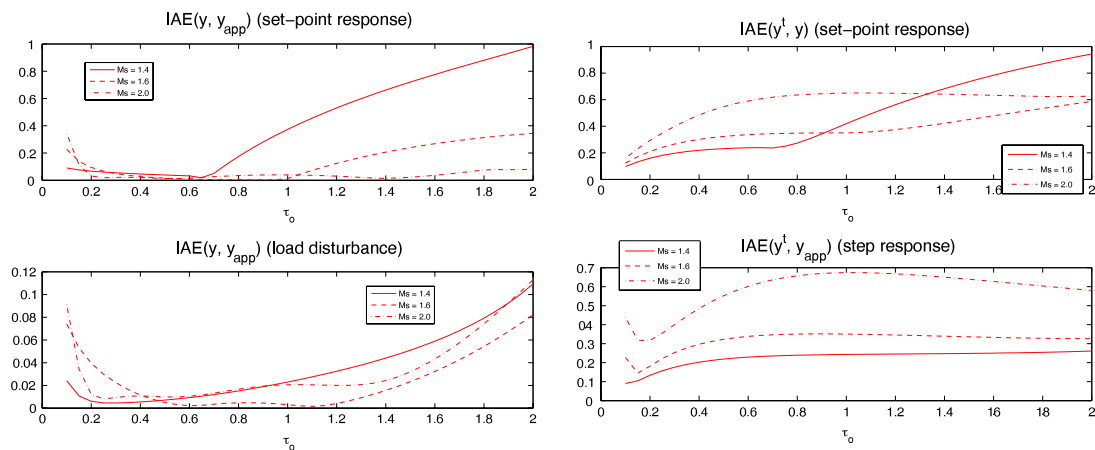 IAE(y, y_app) (set−point response)
1
0.8
0.6
0.4
0.2
0
Ms = 1.4
Ms = 1.6
Ms = 2.0
0 0.2 0.4 0.6 0.8 1 1.2 1.4 1.6 1.8 2
τ_o
IAE(y^t, y) (set−point response)
1
0.8
0.6
0.4
0.2
0
Ms = 1.4
Ms = 1.6
Ms = 2.0
0 0.2 0.4 0.6 0.8 1 1.2 1.4 1.6 1.8 2
τ_o
IAE(y, y_app) (load disturbance)
0.12
0.1
0.08
0.06
0.04
0.02
0
Ms = 1.4
Ms = 1.6
Ms = 2.0
0 0.2 0.4 0.6 0.8 1 1.2 1.4 1.6 1.8 2
τ_o
IAE(y^t, y_app) (step response)
0.7
0.6
0.5
0.4
0.3
0.2
0.1
0
Ms = 1.4
Ms = 1.6
Ms = 2.0
0 0.2 0.4 0.6 0.8 1 1.2 1.4 16 18 2
τ_o